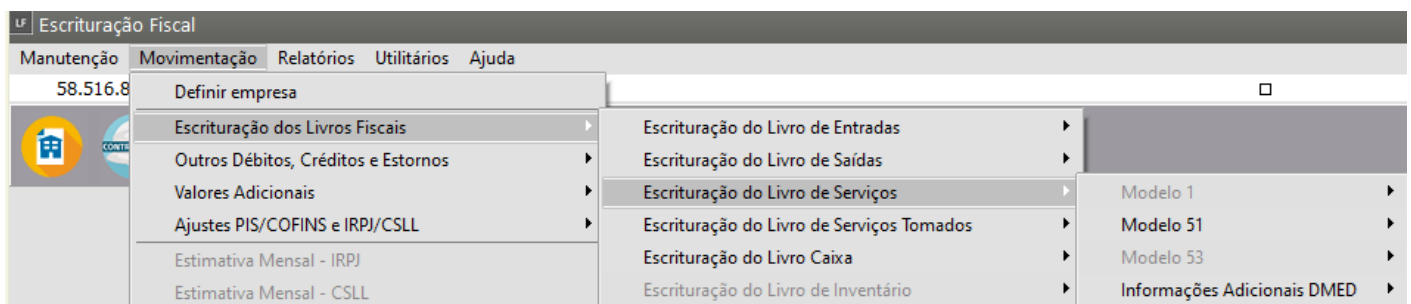 LF Escrituração Fiscal
Manutenção Movimentação Relatórios Utilitários Ajuda
58.516.8
Definir empresa
Escrituração dos Livros Fiscais
Outros Débitos, Créditos e Estornos
Valores Adicionais
Ajustes PIS/COFINS e IRPJ/CSLL
Estimativa Mensal - IRPJ
Estimativa Mensal - CSLL
Escrituração do Livro de Entradas
Escrituração do Livro de Saídas
Escrituração do Livro de Serviços
Escrituração do Livro de Serviços Tomados
Escrituração do Livro Caixa
Escrituração do Livro de Inventário
Modelo 1
Modelo 51
Modelo 53
Informações Adicionais DMED